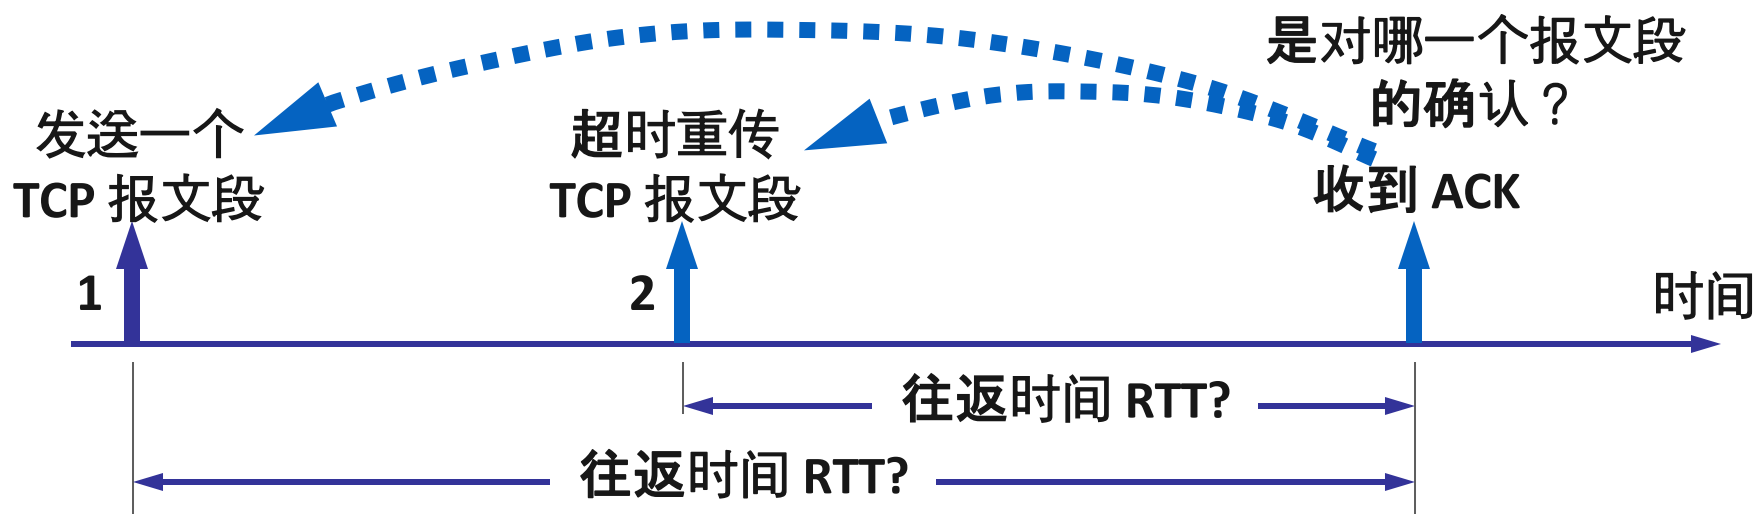 是对哪一个报文段
的确认？
发送一个
TCP 报文段
超时重传
TCP 报文段
收到 ACK
1
2
时间
往返时间 RTT?
往返时间 RTT?